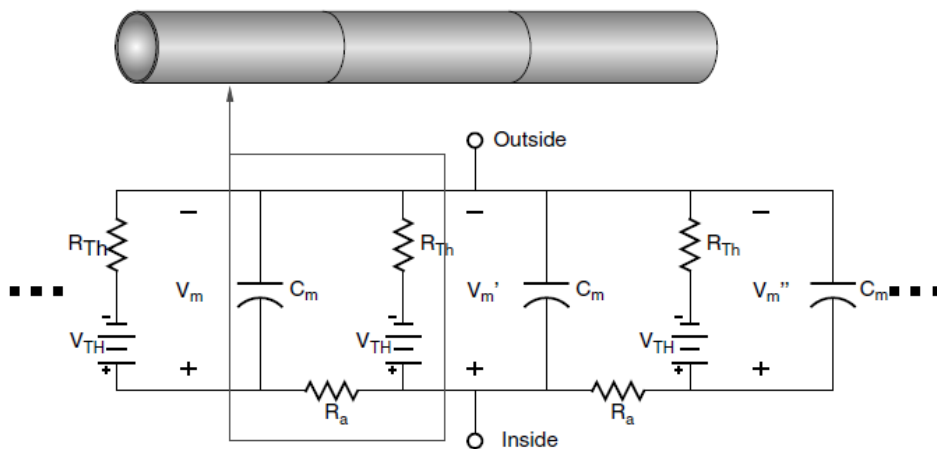 Outside
− − −
R_Th R_Th R_Th
V_m C_m V_m' C_m V_m'' C_m
- - -
V_TH V_TH V_TH
+ + + + + +
R_a R_a
Inside